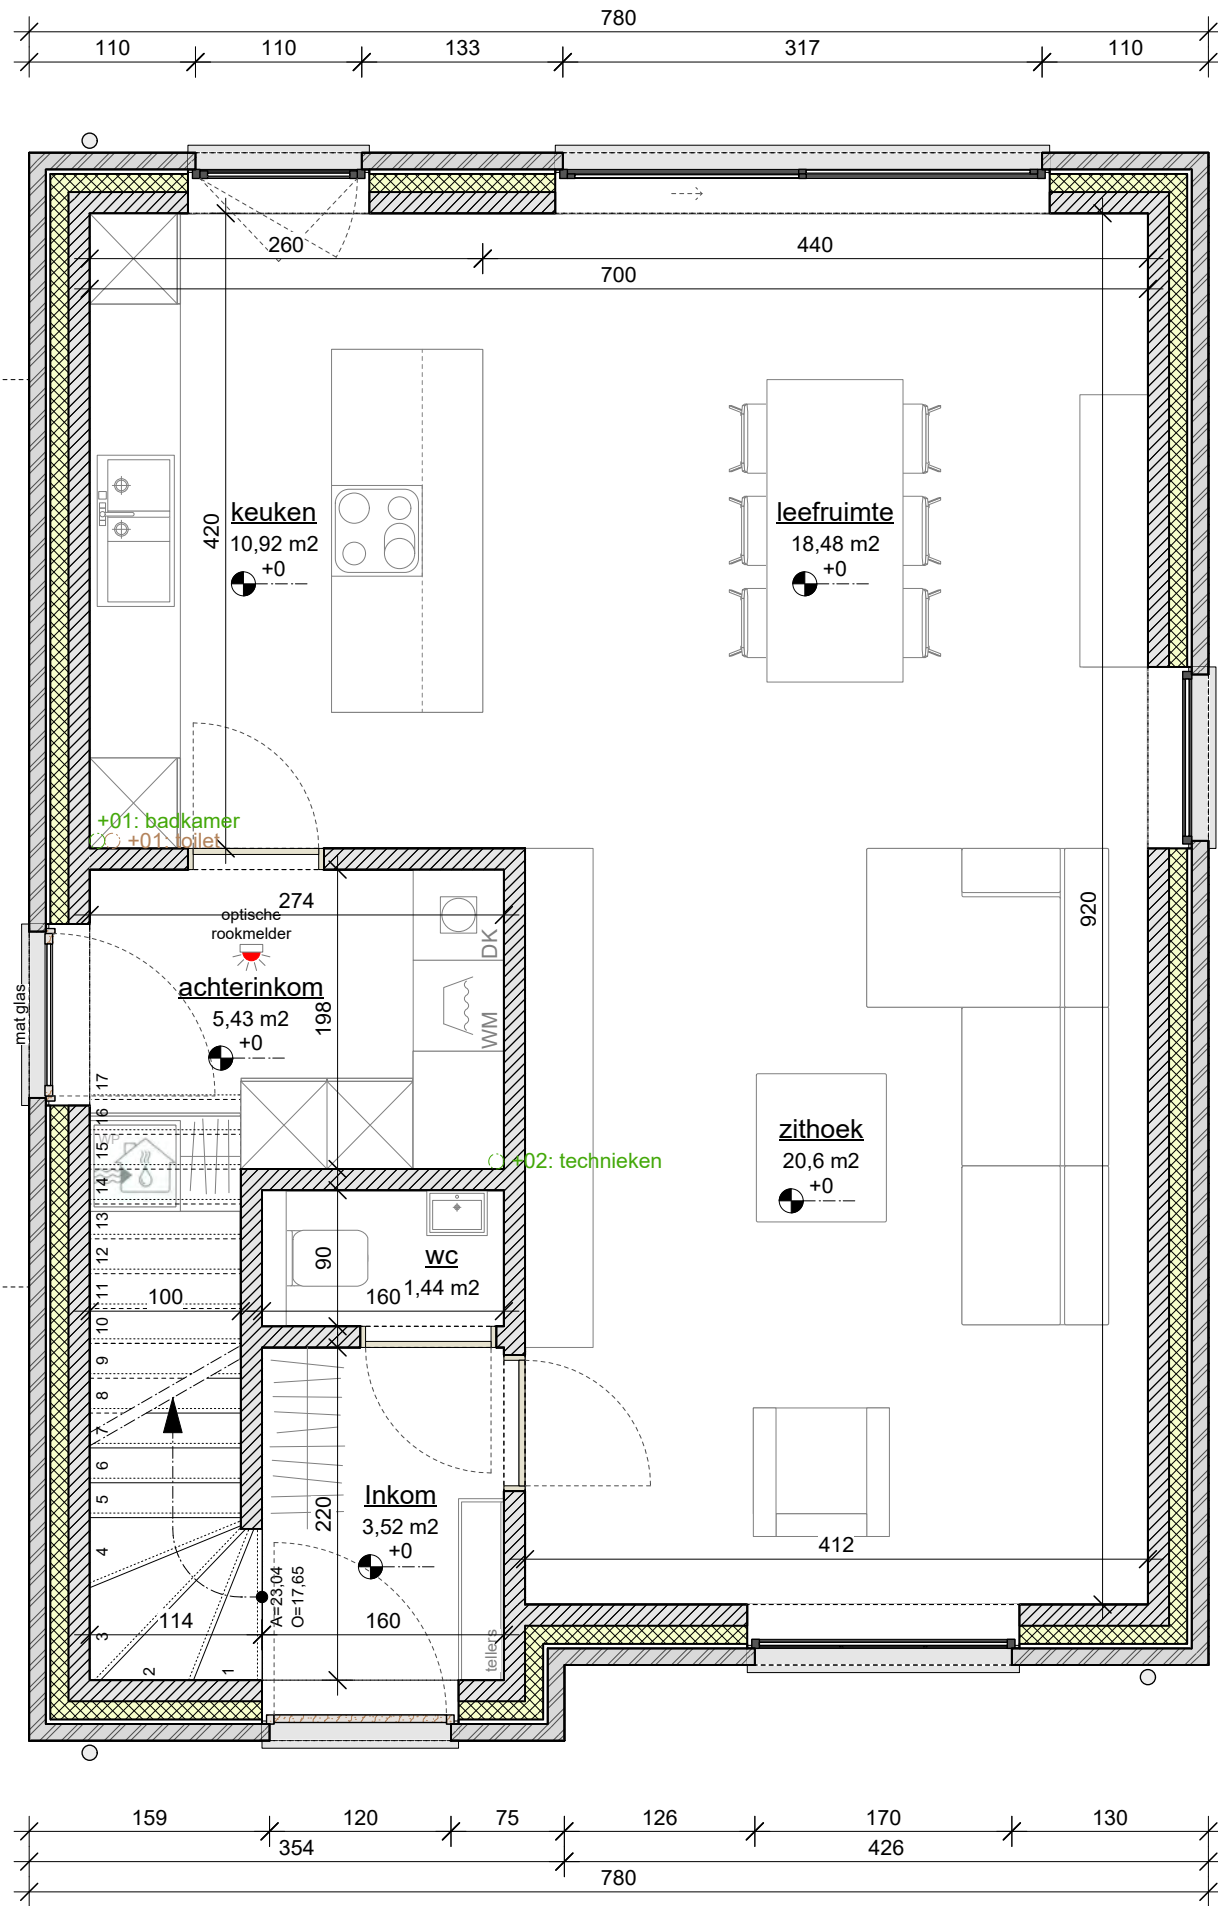 780
110 110 133 317 110
260 440
700
keuken
10,92 m2
+0
420
leefruimte
18,48 m2
+0
+01: badkamer
+01: toilet
274
optische
rookmelder
DK
achterinkom
5,43 m2
+0
198
WM
920
mat glas
17
16
15
14
13
12
11
10
9
8
7
6
5
4
3
2
1
WP
zithoek
20,6 m2
+0
+02: technieken
wc
1,44 m2
90
100 160
Inkom
3,52 m2
+0
220
412
A=23,04
O=17,65
114 160
tellers
159 120 75 126 170 130
354 426
780